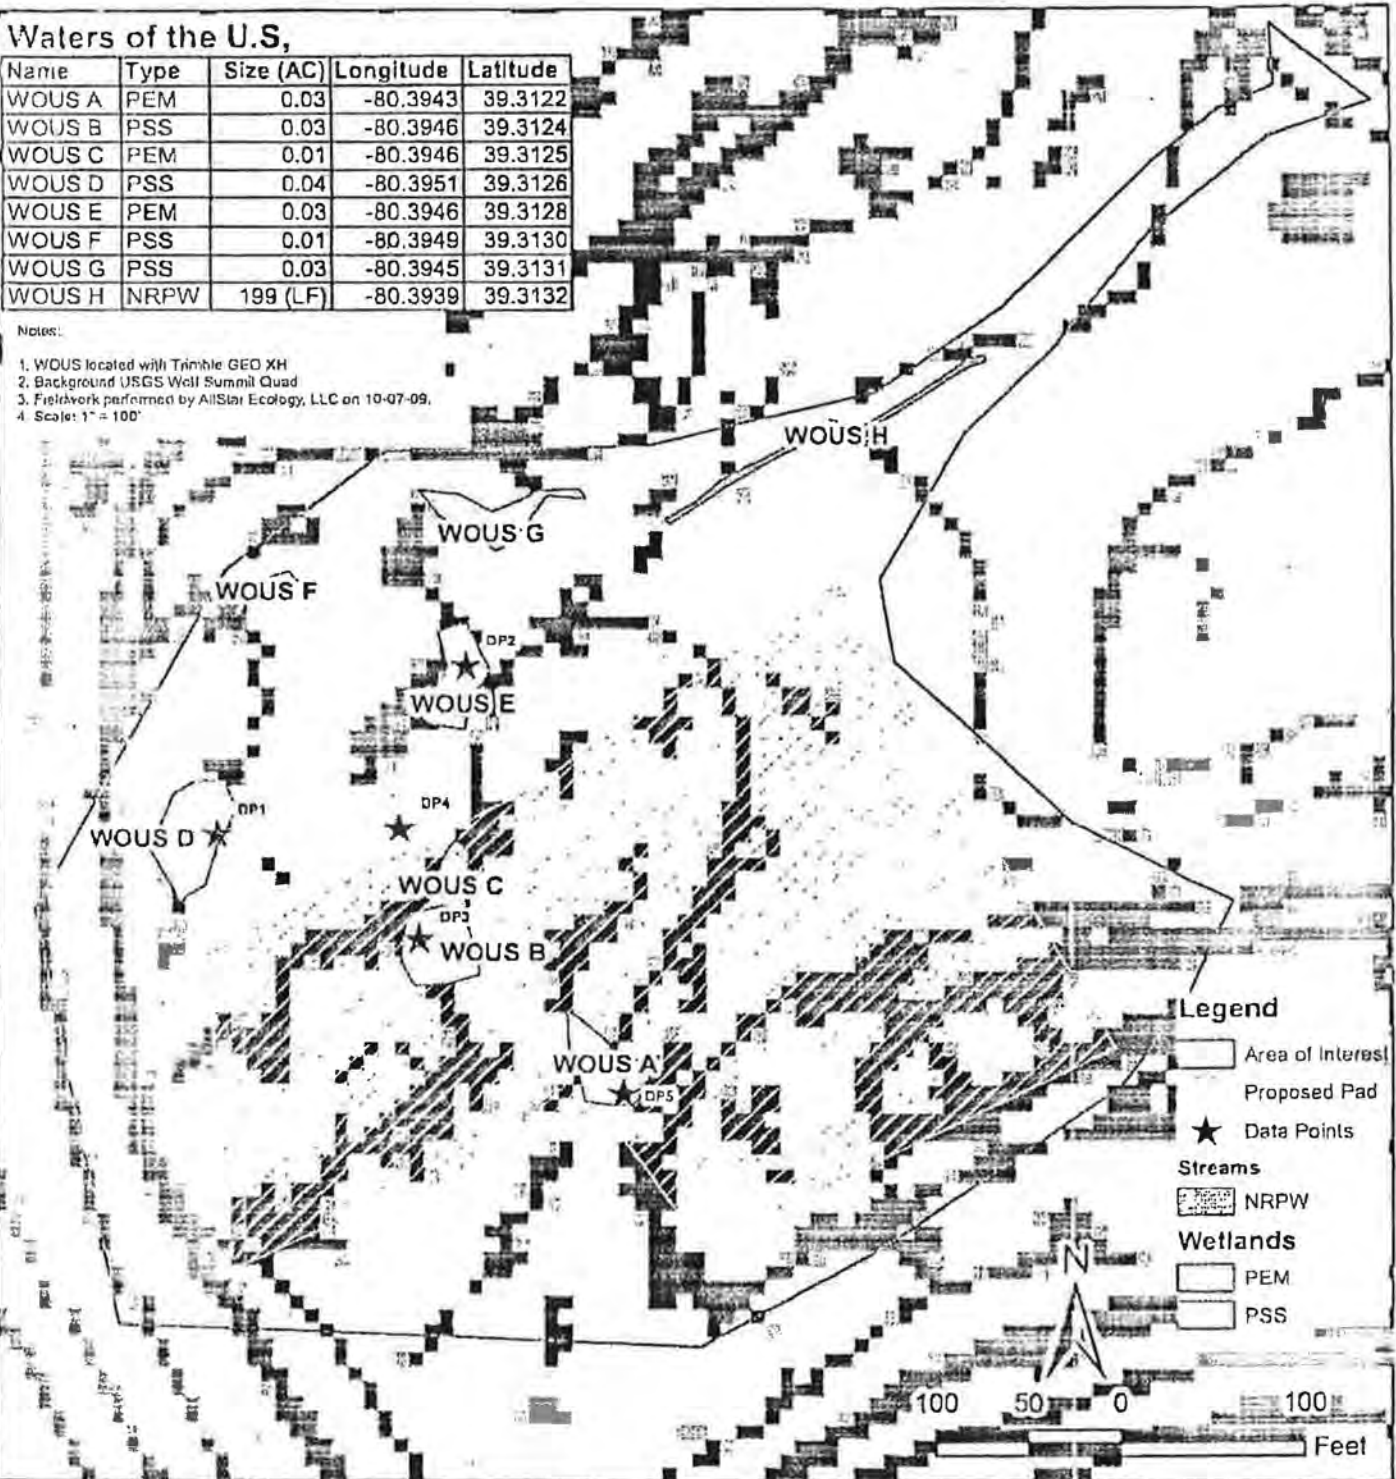 Waters of the U.S,
Name Type Size (AC) Longitude Latitude
WOUS A PEM 0.03 -80.3943 39.3122
WOUS B PSS 0.03 -80.3946 39.3124
WOUS C PEM 0.01 -80.3946 39.3125
WOUS D PSS 0.04 -80.3951 39.3126
WOUS E PEM 0.03 -80.3946 39.3128
WOUS F PSS 0.01 -80.3949 39.3130
WOUS G PSS 0.03 -80.3945 39.3131
WOUS H NRPW 199 (LF) -80.3939 39.3132
Notes:
1. WOUS located with Trimble GEO XH
2. Background USGS Woll Summil Quad
3. Fieldwork performed by AllStar Ecology, LLC on 10-07-09.
4. Scale: 1" = 100'
WOUS H
WOUS G
WOUS F
DP2
WOUS E
DP1
DP4
WOUS D
WOUS C
DP3
WOUS B
WOUS A
DP5
Legend
Area of Interest
Proposed Pad
Data Points
Streams
NRPW
Wetlands
PEM
PSS
N
100 50 0 100
Feet